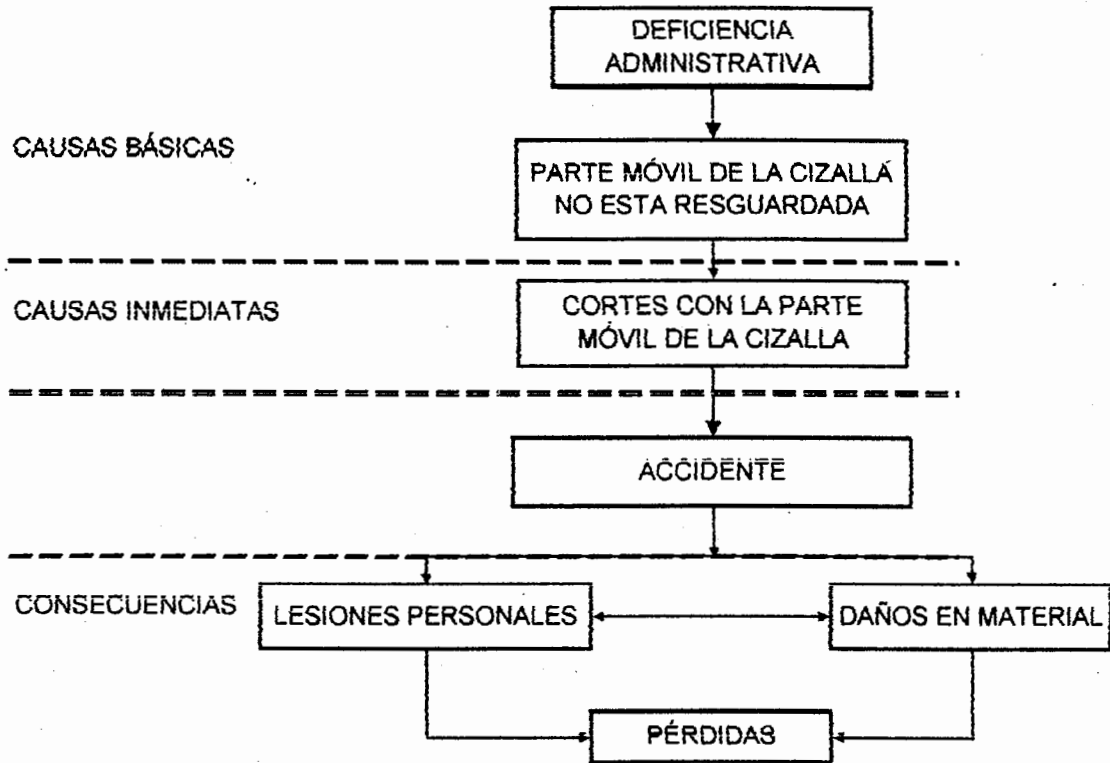 DEFICIENCIA
ADMINISTRATIVA
CAUSAS BÁSICAS
PARTE MÓVIL DE LA CIZALLA
NO ESTA RESGUARDADA
CAUSAS INMEDIATAS
CORTES CON LA PARTE
MÓVIL DE LA CIZALLA
ACCIDENTE
CONSECUENCIAS
LESIONES PERSONALES
DAÑOS EN MATERIAL
PÉRDIDAS